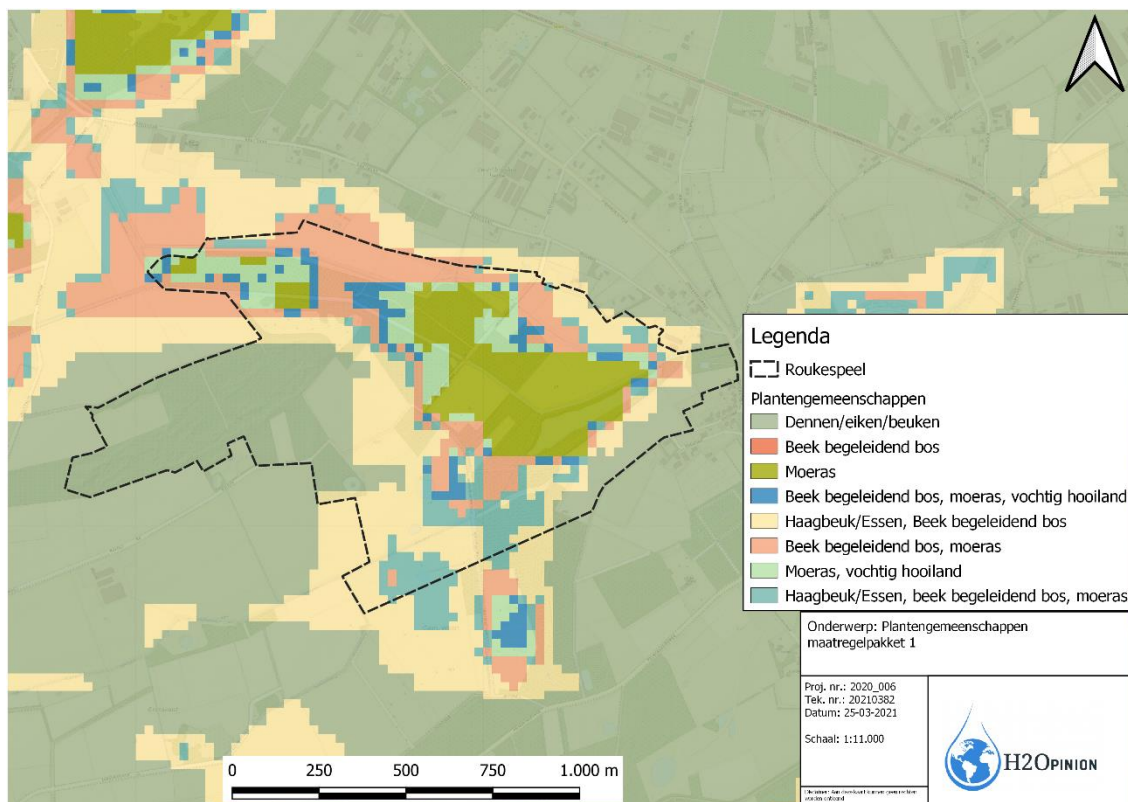 Legenda
Roukespeel
Plantengemeenschappen
Dennen/eiken/beuken
Beek begeleidend bos
Moeras
Beek begeleidend bos, moeras, vochtig hooiland
Haagbeuk/Essen, Beek begeleidend bos
Beek begeleidend bos, moeras
Moeras, vochtig hooiland
Haagbeuk/Essen, beek begeleidend bos, moeras
Onderwerp: Plantengemeenschappen
maatregelpakket 1
Proj. nr.: 2020_006
Tek. nr.: 20210382
Datum: 25-03-2021
Schaal: 1:11.000
H2OPINION
0 250 500 750 1.000 m